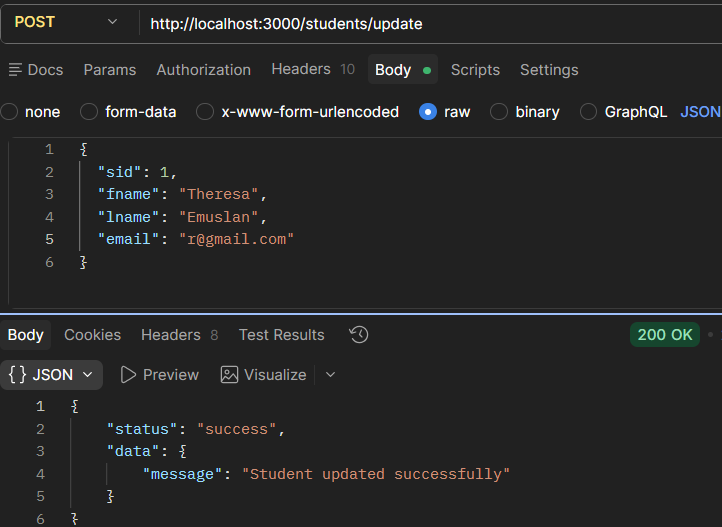 POST http://localhost:3000/students/update
Docs Params Authorization Headers 10 Body Scripts Settings
none form-data x-www-form-urlencoded raw binary GraphQL JSON
1 {
2 "sid": 1,
3 "fname": "Theresa",
4 "lname": "Emuslan",
5 "email": "r@gmail.com"
6 }
Body Cookies Headers 8 Test Results 200 OK
{} JSON Preview Visualize
1 {
2 "status": "success",
3 "data": {
4 "message": "Student updated successfully"
5 }
6 }